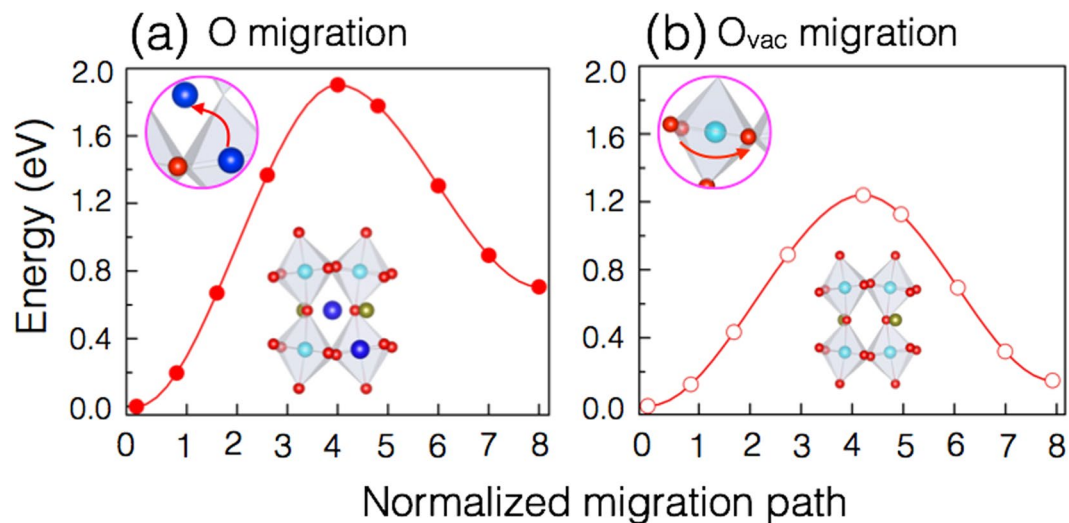 (a) O migration
(b) Ovac migration
Energy (eV)
2.0
1.6
1.2
0.8
0.4
0.0
0 1 2 3 4 5 6 7 8
2.0
1.6
1.2
0.8
0.4
0.0
0 1 2 3 4 5 6 7 8
Normalized migration path